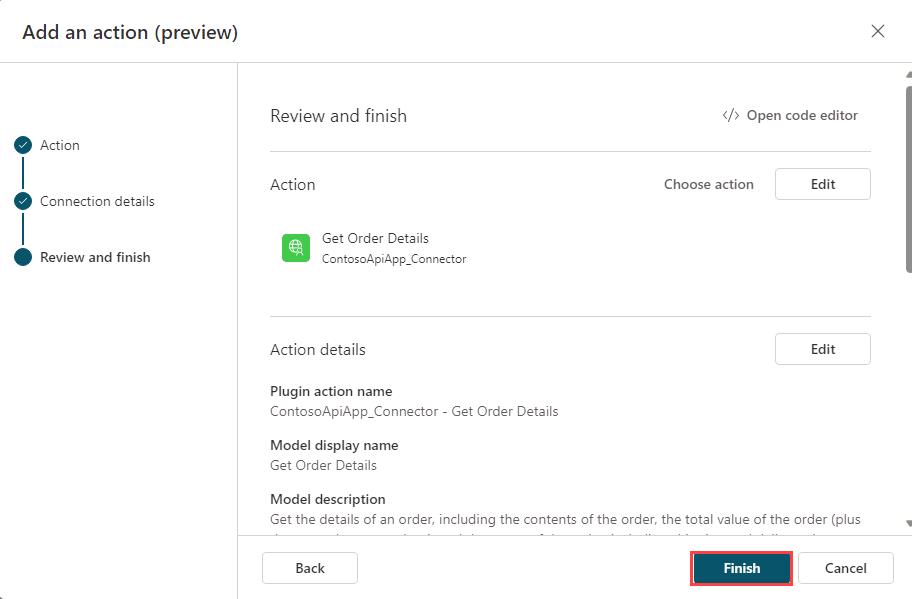 Add an action (preview)
Action
Connection details
Review and finish
Review and finish
</> Open code editor
Action
Choose action
Edit
Get Order Details
ContosoApiApp_Connector
Action details
Edit
Plugin action name
ContosoApiApp_Connector - Get Order Details
Model display name
Get Order Details
Model description
Get the details of an order, including the contents of the order, the total value of the order (plus
Back
Finish
Cancel